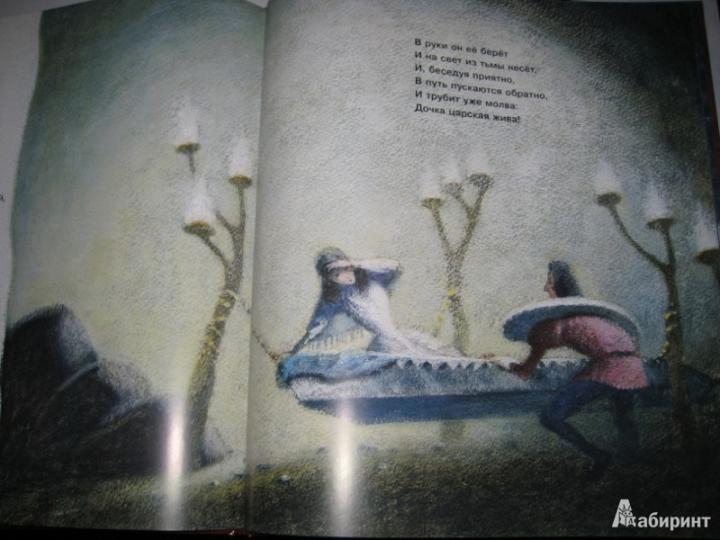 В руки он её берёт
И на свет из тьмы несёт,
И, беседуя приятно,
В путь пускаются обратно,
И трубит уже молва:
Дочка царская жива!
Лабиринт